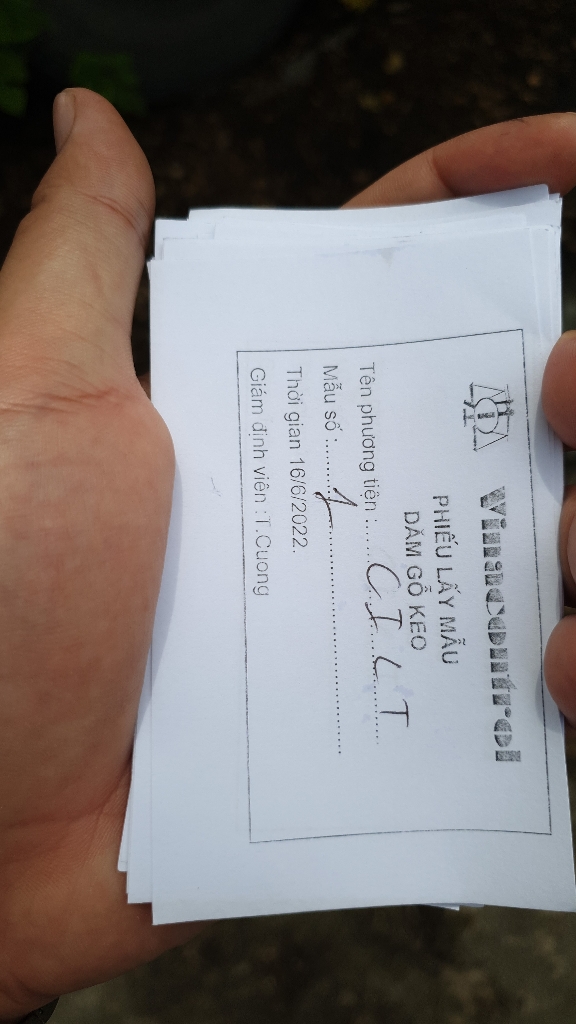 Vinacontrol
PHIẾU LẤY MẪU
DĂM GỖ KEO
Tên phương tiện :......CILT
Mẫu số :..........1..............................
Thời gian 16/6/2022.
Giám định viên :T.Cuong